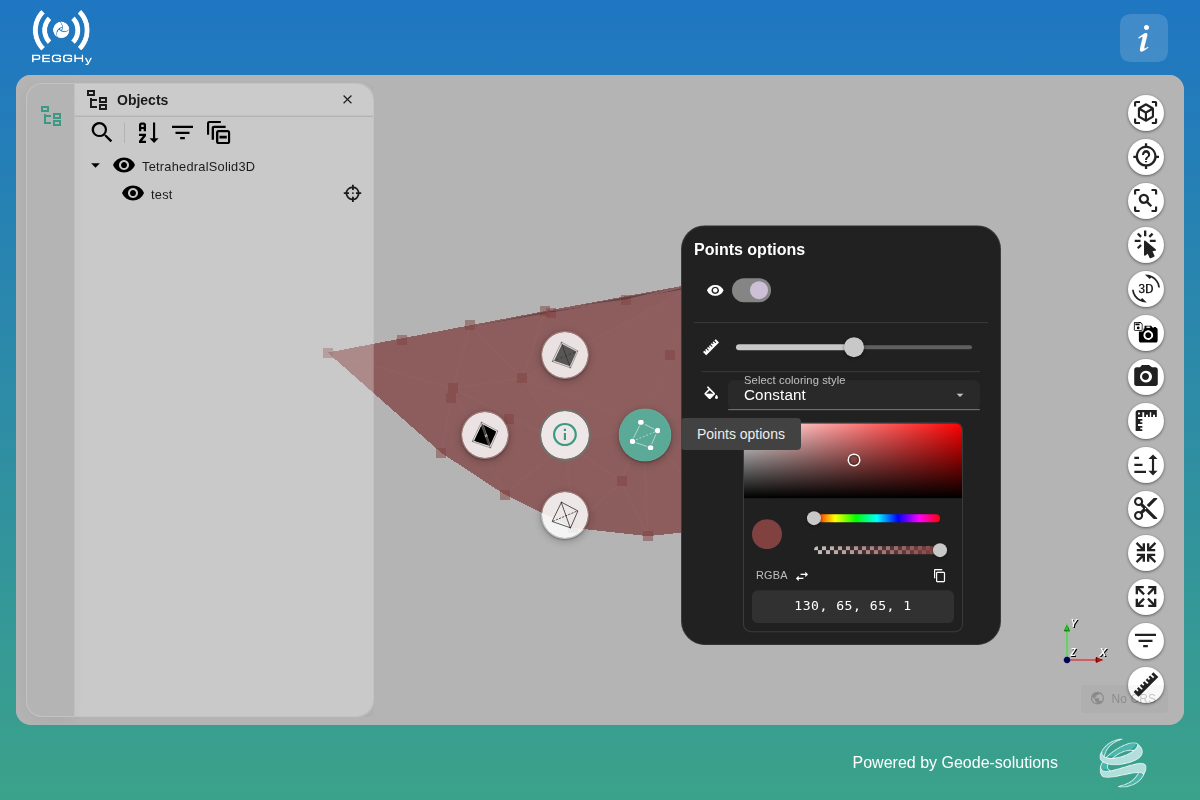 PEGGHy
i
Objects
A
Z
TetrahedralSolid3D
test
Points options
Select coloring style
Constant
Points options
RGBA
130, 65, 65, 1
3D
Y
Z
X
No CRS
Powered by Geode-solutions